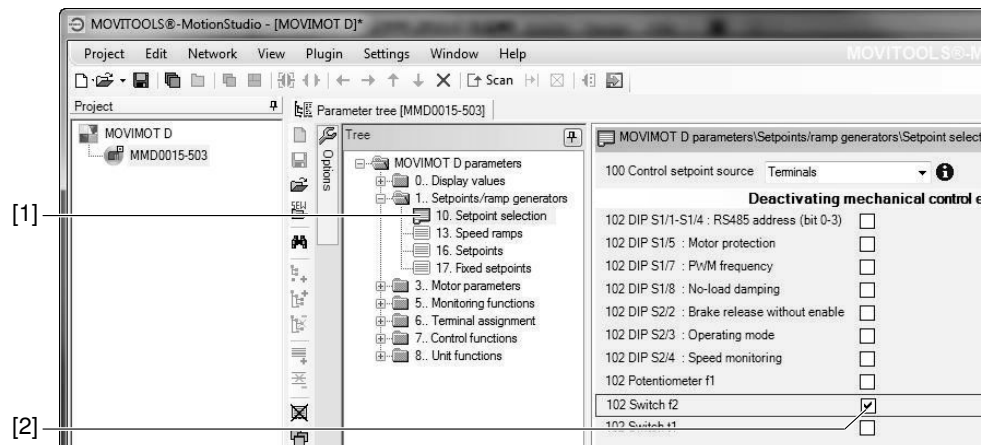 MOVITOOLS®-MotionStudio - [MOVIMOT D]*
Project Edit Network View Plugin Settings Window Help MOVITOOLS®-M
Scan
Project
Parameter tree [MMD0015-503]
MOVIMOT D
MMD0015-503
Options
Tree
MOVIMOT D parameters
0.. Display values
1.. Setpoints/ramp generators
10. Setpoint selection
13. Speed ramps
16. Setpoints
17. Fixed setpoints
3.. Motor parameters
5.. Monitoring functions
6.. Terminal assignment
7.. Control functions
8.. Unit functions
MOVIMOT D parameters\Setpoints/ramp generators\Setpoint select
100 Control setpoint source Terminals
Deactivating mechanical control e
102 DIP S1/1-S1/4 : RS485 address (bit 0-3)
102 DIP S1/5 : Motor protection
102 DIP S1/7 : PWM frequency
102 DIP S1/8 : No-load damping
102 DIP S2/2 : Brake release without enable
102 DIP S2/3 : Operating mode
102 DIP S2/4 : Speed monitoring
102 Potentiometer f1
102 Switch f2
102 Switch t1
[1]
[2]
SEW